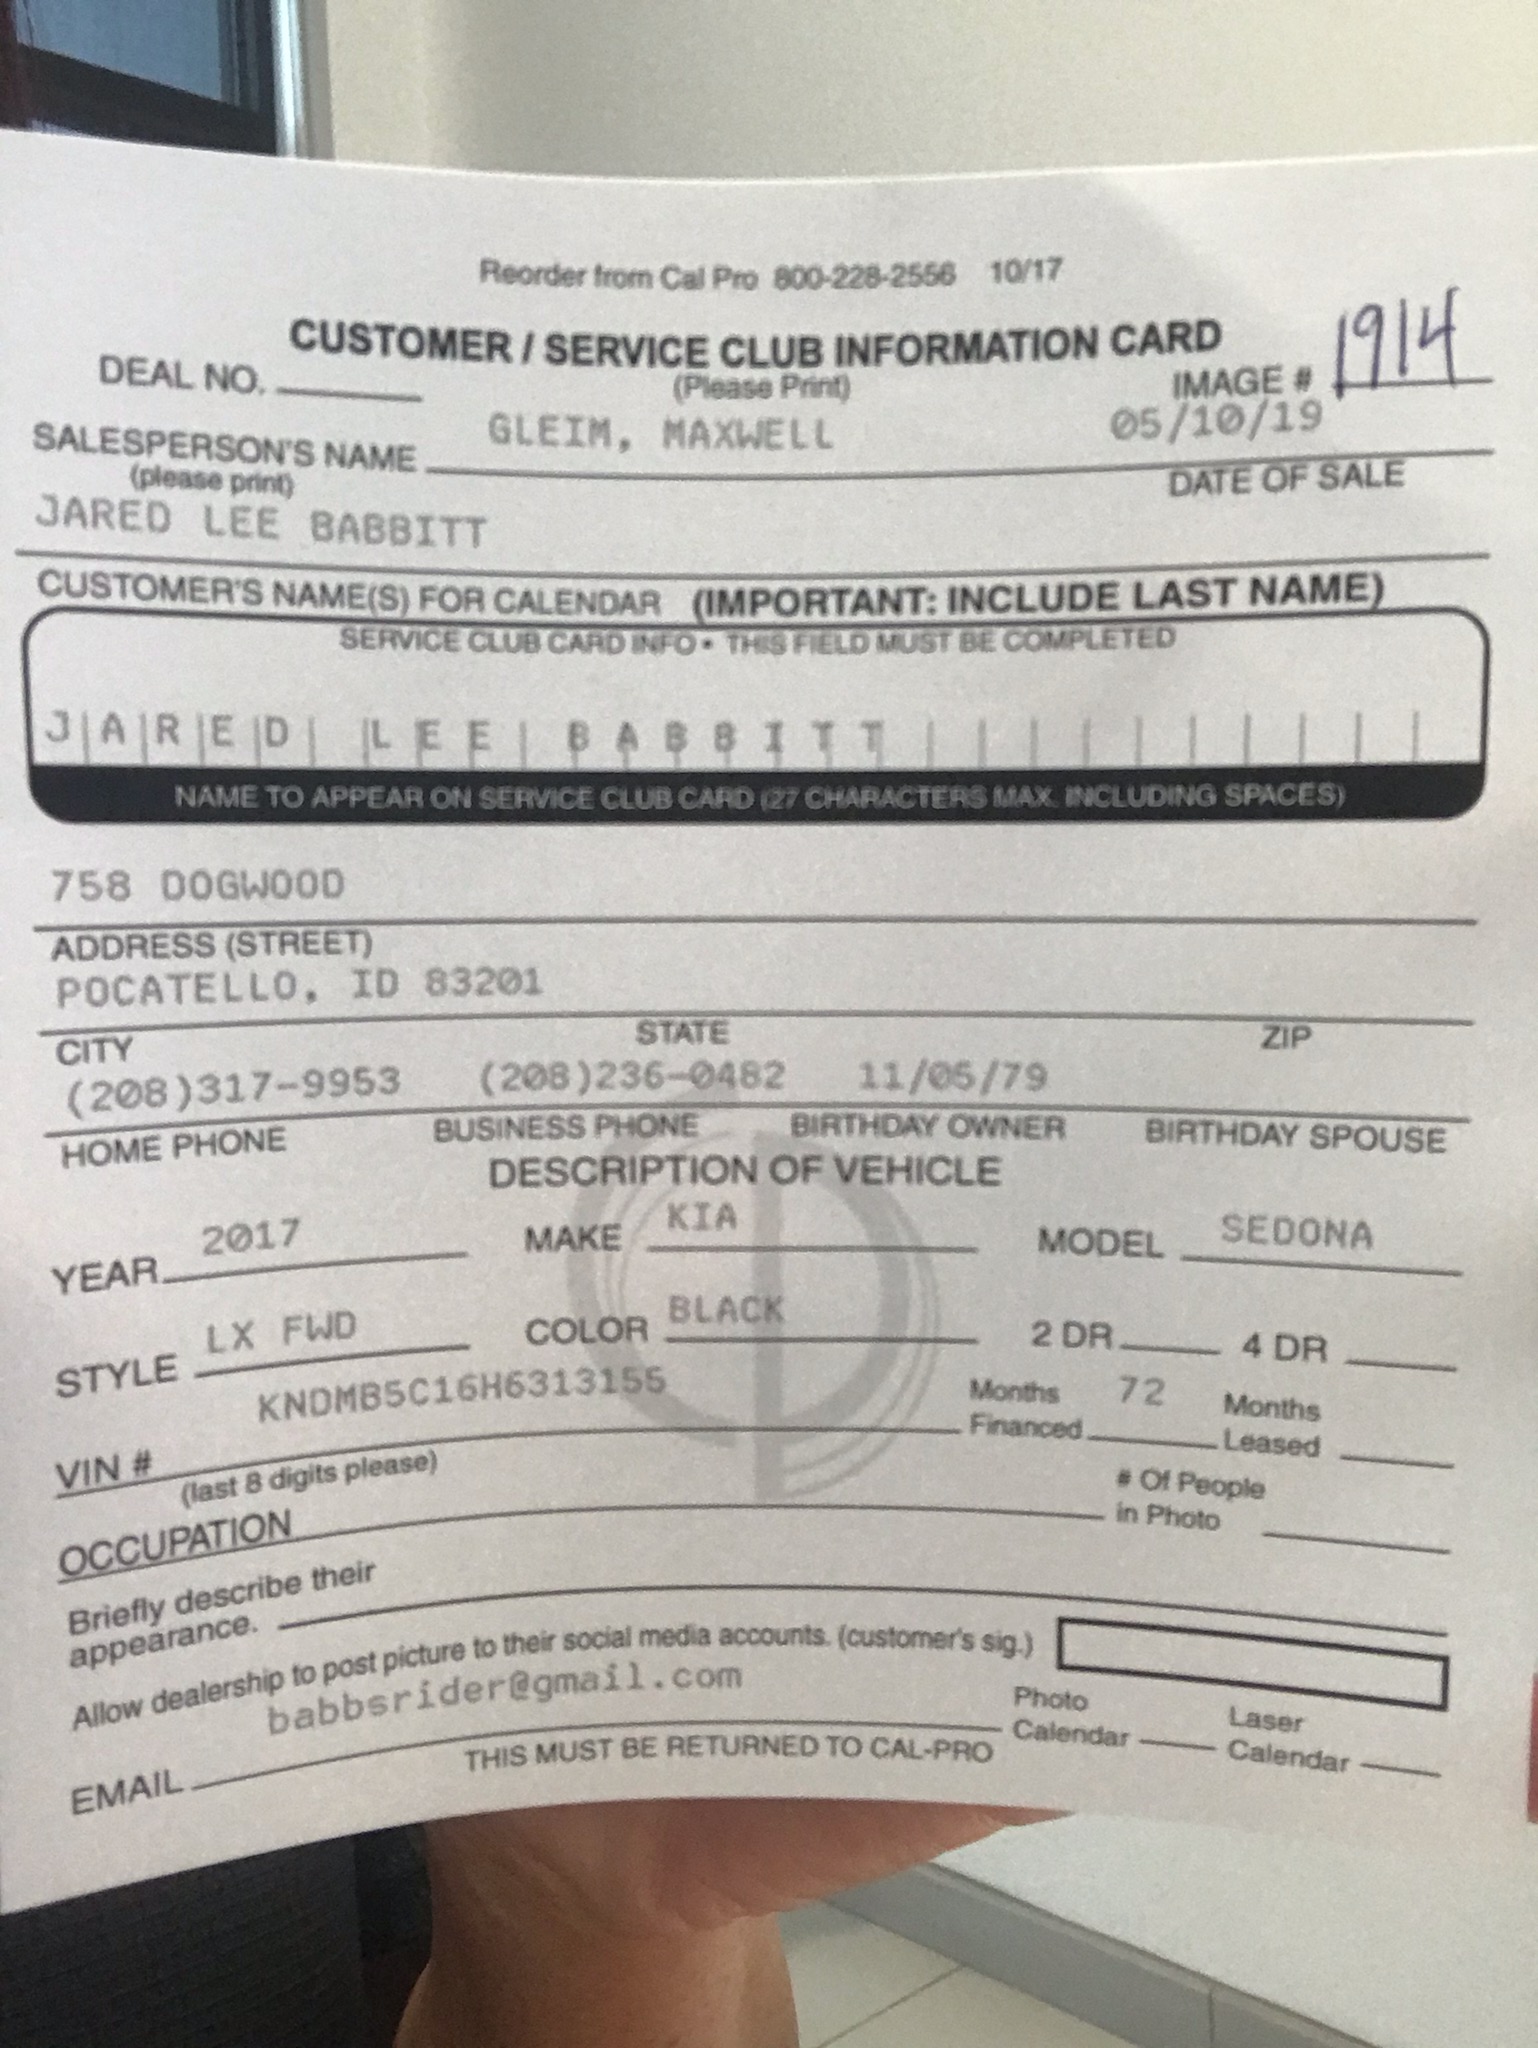 Reorder from Cal Pro 800-228-2556 10/17
CUSTOMER / SERVICE CLUB INFORMATION CARD
(Please Print)
DEAL NO.
IMAGE # 1914
SALESPERSON'S NAME GLEIM, MAXWELL 05/10/19
(please print) DATE OF SALE
JARED LEE BABBITT
CUSTOMER'S NAME(S) FOR CALENDAR (IMPORTANT: INCLUDE LAST NAME)
SERVICE CLUB CARD INFO • THIS FIELD MUST BE COMPLETED
JARED LEE BABBITT
NAME TO APPEAR ON SERVICE CLUB CARD (27 CHARACTERS MAX. INCLUDING SPACES)
758 DOGWOOD
ADDRESS (STREET)
POCATELLO, ID 83201
CITY STATE ZIP
(208)317-9953 (208)236-0482 11/05/79
HOME PHONE BUSINESS PHONE BIRTHDAY OWNER BIRTHDAY SPOUSE
DESCRIPTION OF VEHICLE
YEAR 2017 MAKE KIA MODEL SEDONA
STYLE LX FWD COLOR BLACK 2 DR 4 DR
VIN # KNDMB5C16H6313155 Months Financed 72 Months Leased
(last 8 digits please)
OCCUPATION # Of People in Photo
Briefly describe their
appearance.
Allow dealership to post picture to their social media accounts. (customer's sig.)
EMAIL babbsrider@gmail.com Photo Calendar Laser Calendar
THIS MUST BE RETURNED TO CAL-PRO